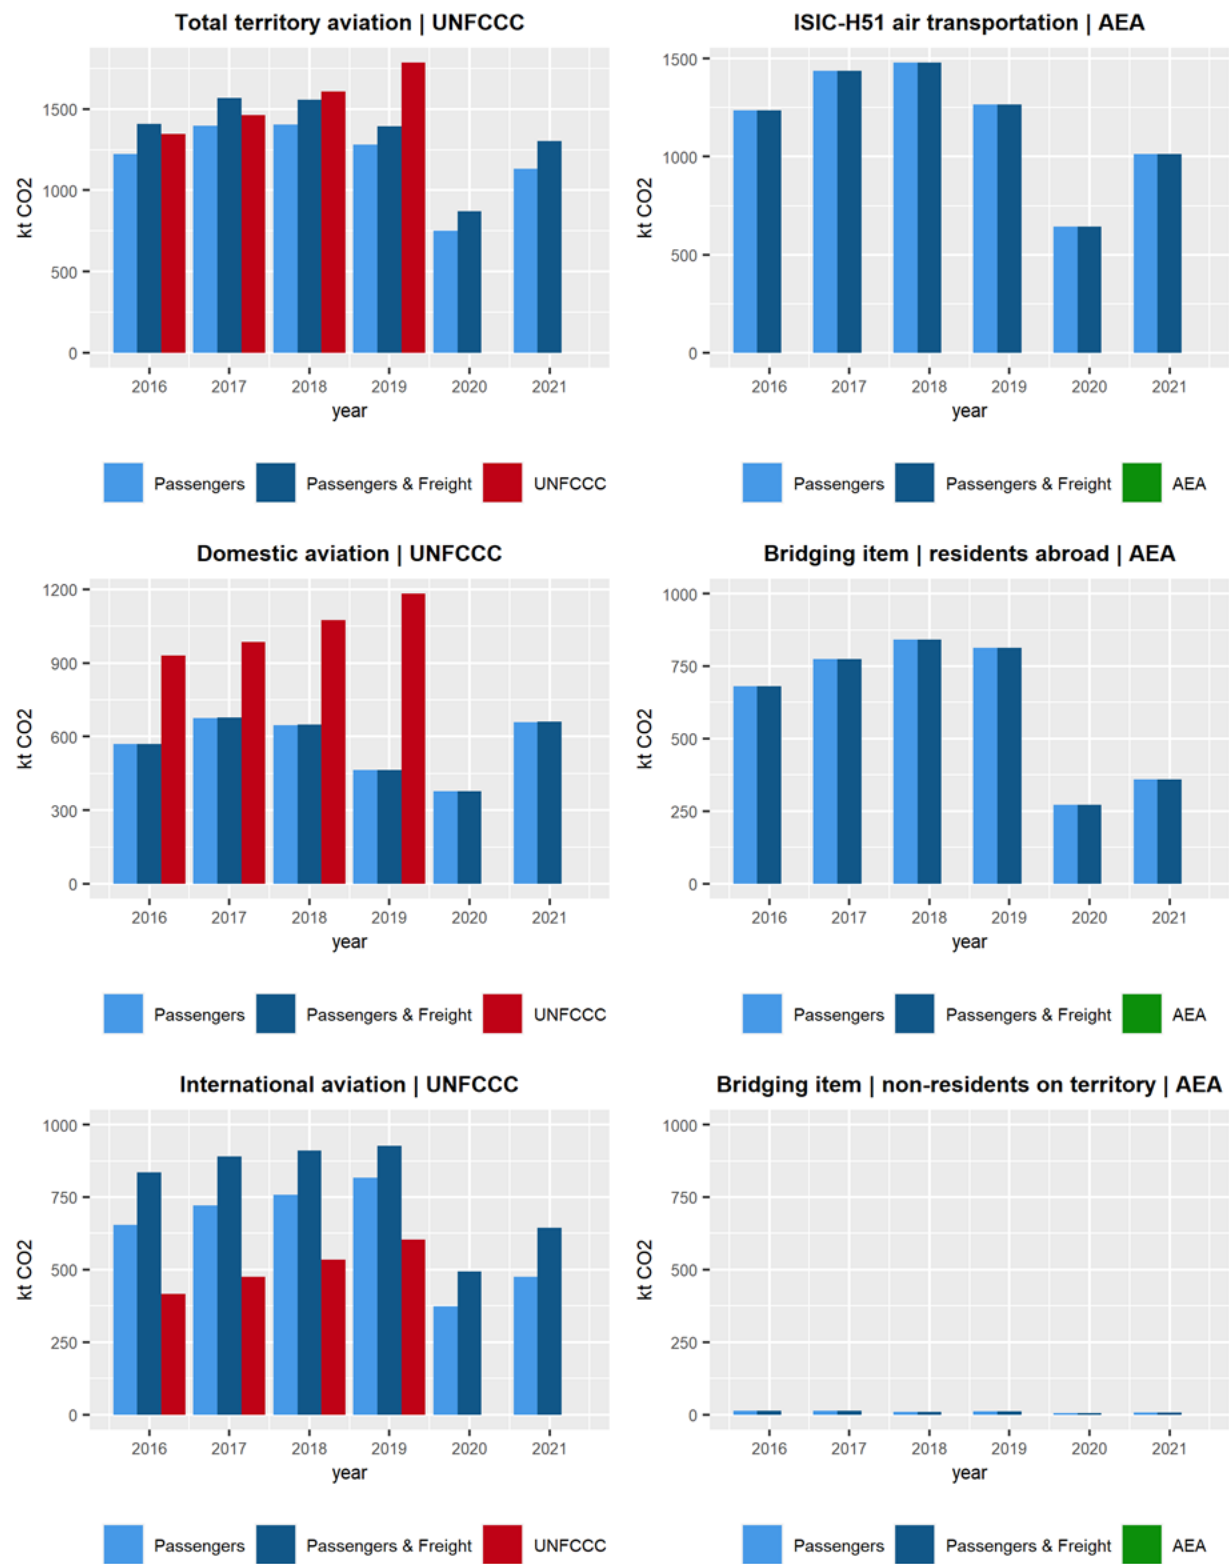 Total territory aviation | UNFCCC
kt CO2
1500
1000
500
0
2016 2017 2018 2019 2020 2021
year
Passengers Passengers & Freight UNFCCC
ISIC-H51 air transportation | AEA
kt CO2
1500
1000
500
0
2016 2017 2018 2019 2020 2021
year
Passengers Passengers & Freight AEA
Domestic aviation | UNFCCC
kt CO2
1200
900
600
300
0
2016 2017 2018 2019 2020 2021
year
Passengers Passengers & Freight UNFCCC
Bridging item | residents abroad | AEA
kt CO2
1000
750
500
250
0
2016 2017 2018 2019 2020 2021
year
Passengers Passengers & Freight AEA
International aviation | UNFCCC
kt CO2
1000
750
500
250
0
2016 2017 2018 2019 2020 2021
year
Passengers Passengers & Freight UNFCCC
Bridging item | non-residents on territory | AEA
kt CO2
1000
750
500
250
0
2016 2017 2018 2019 2020 2021
year
Passengers Passengers & Freight AEA